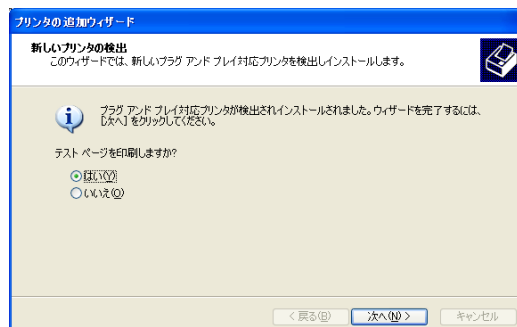 プリンタの追加ウィザード
新しいプリンタの検出
このウィザードでは、新しいプラグ アンド プレイ対応プリンタを検出しインストールします。
プラグ アンド プレイ対応プリンタが検出されインストールされました。ウィザードを完了するには、
[次へ] をクリックしてください。
テスト ページを印刷しますか?
はい(Y)
いいえ(O)
< 戻る(B) 次へ(N) > キャンセル